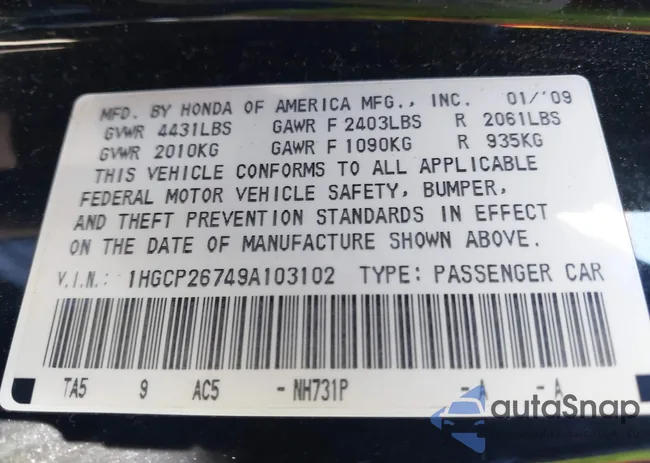 MFD. BY HONDA OF AMERICA MFG., INC. 01/'09
GVWR 4431LBS GAWR F 2403LBS R 2061LBS
GVWR 2010KG GAWR F 1090KG R 935KG
THIS VEHICLE CONFORMS TO ALL APPLICABLE
FEDERAL MOTOR VEHICLE SAFETY, BUMPER,
AND THEFT PREVENTION STANDARDS IN EFFECT
ON THE DATE OF MANUFACTURE SHOWN ABOVE.
V.I.N.: 1HGCP26749A103102 TYPE: PASSENGER CAR
TA5 9 AC5 -NH731P -A -A
autaSnap